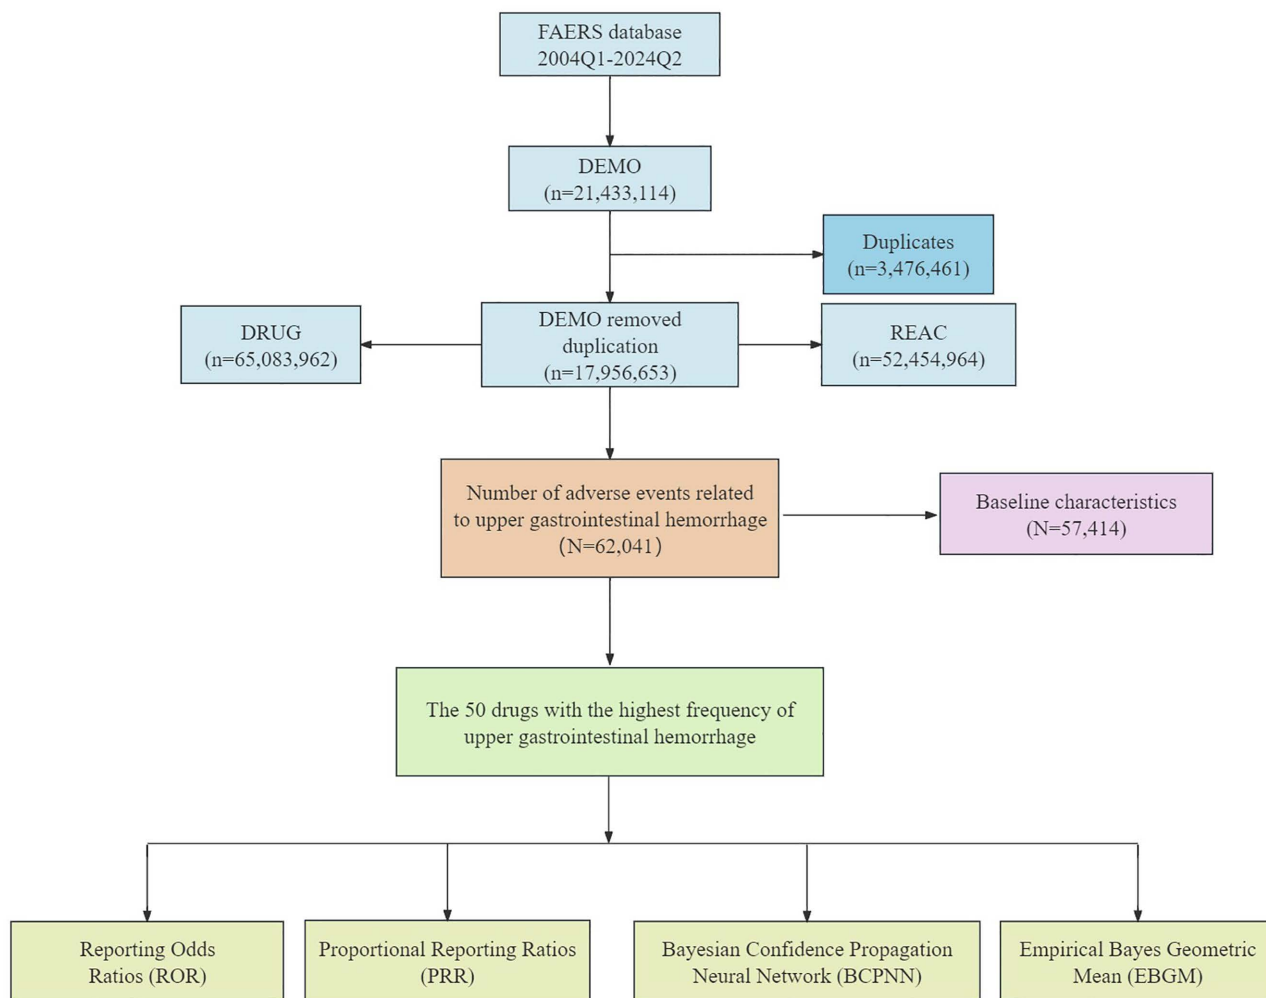 FAERS database
2004Q1-2024Q2
DEMO
(n=21,433,114)
Duplicates
(n=3,476,461)
DRUG
(n=65,083,962)
DEMO removed
duplication
(n=17,956,653)
REAC
(n=52,454,964)
Number of adverse events related
to upper gastrointestinal hemorrhage
(N=62,041)
Baseline characteristics
(N=57,414)
The 50 drugs with the highest frequency of
upper gastrointestinal hemorrhage
Reporting Odds
Ratios (ROR)
Proportional Reporting Ratios
(PRR)
Bayesian Confidence Propagation
Neural Network (BCPNN)
Empirical Bayes Geometric
Mean (EBGM)